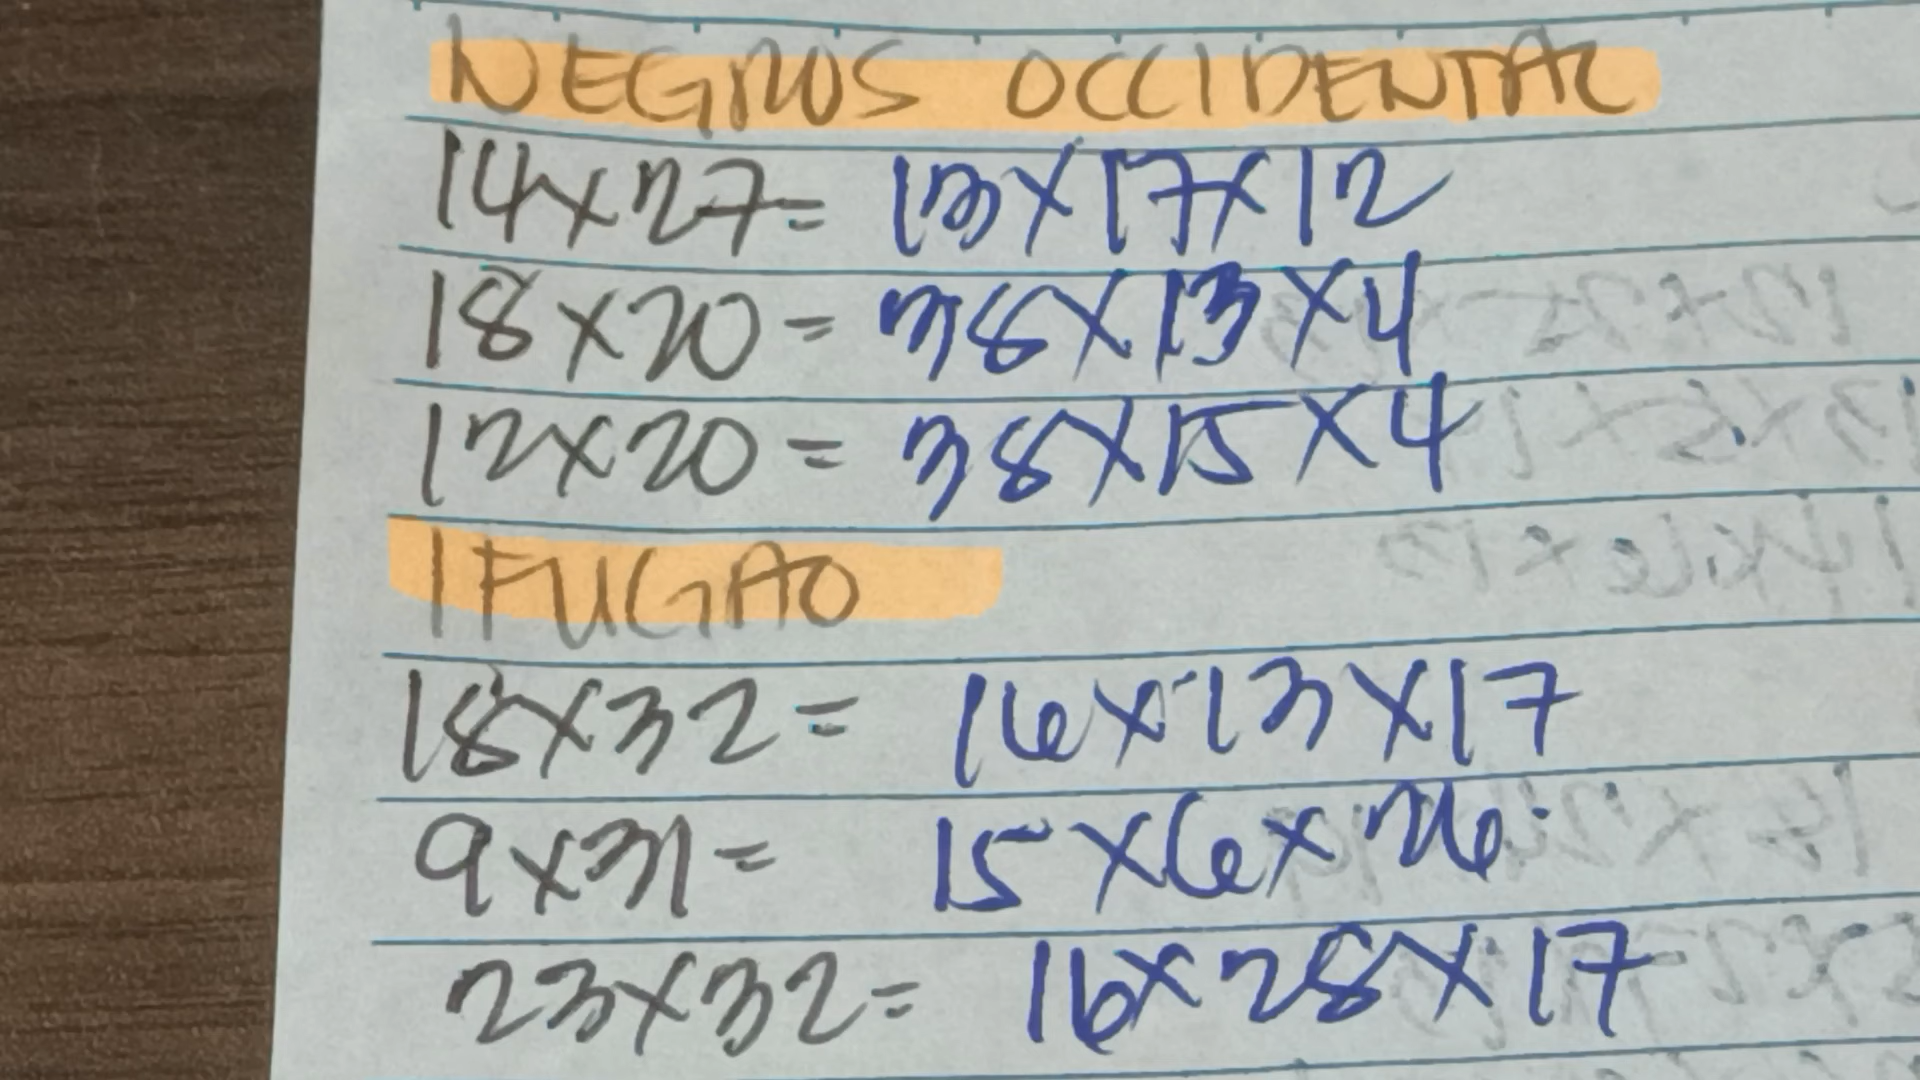 NEGROS OCCIDENTAL
14x27= 13x17x12
18x20= 38x13x4
12x20= 38x15x4
IFUGAO
18x32= 16x13x17
9x31= 15x6x26
23x32= 16x28x17